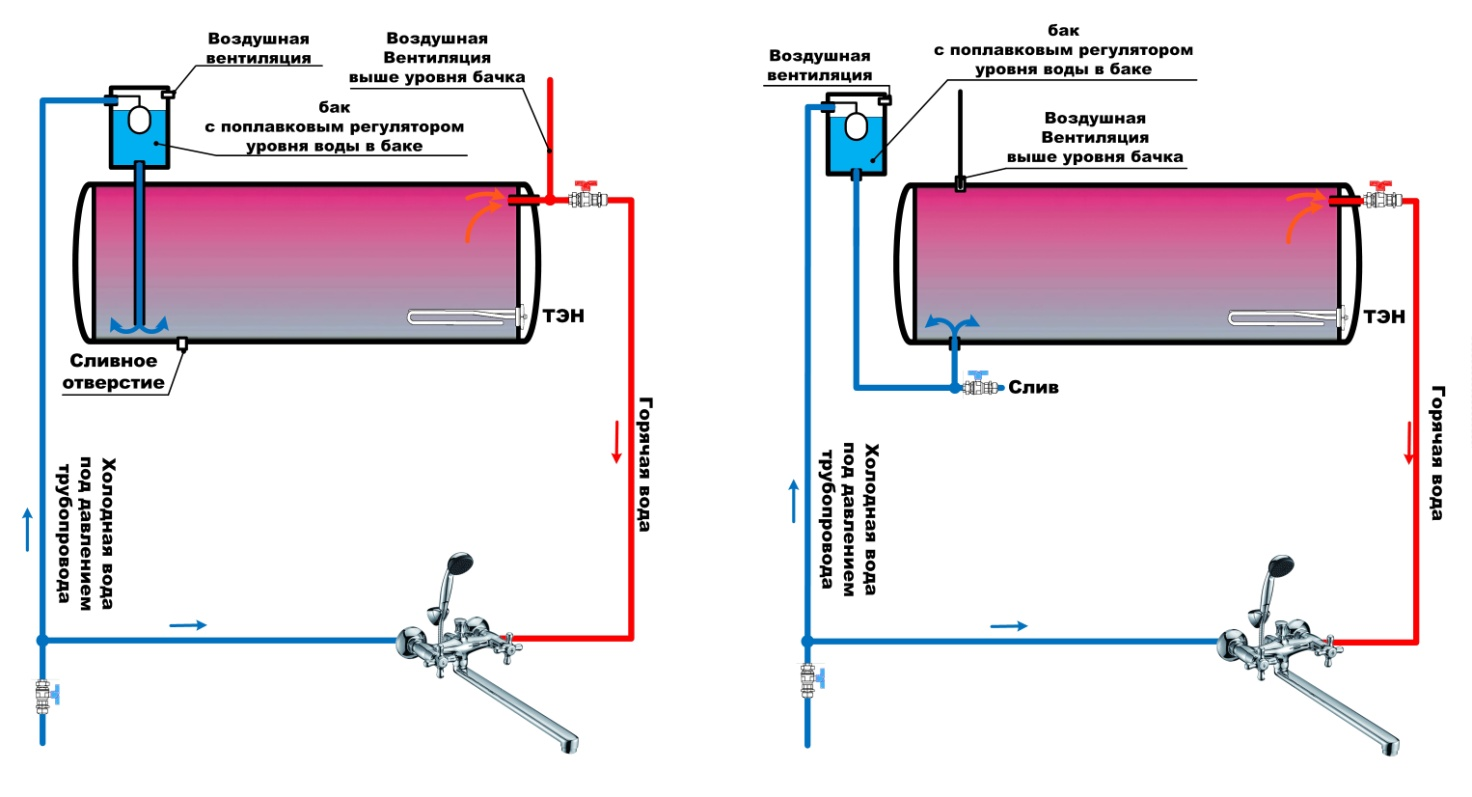 Воздушная
вентиляция
Воздушная
Вентиляция
выше уровня бачка
бак
с поплавковым регулятором
уровня воды в баке
ТЭН
Сливное
отверстие
Холодная вода
под давлением
трубопровода
Горячая вода
Воздушная
вентиляция
бак
с поплавковым регулятором
уровня воды в баке
Воздушная
Вентиляция
выше уровня бачка
ТЭН
Слив
Холодная вода
под давлением
трубопровода
Горячая вода